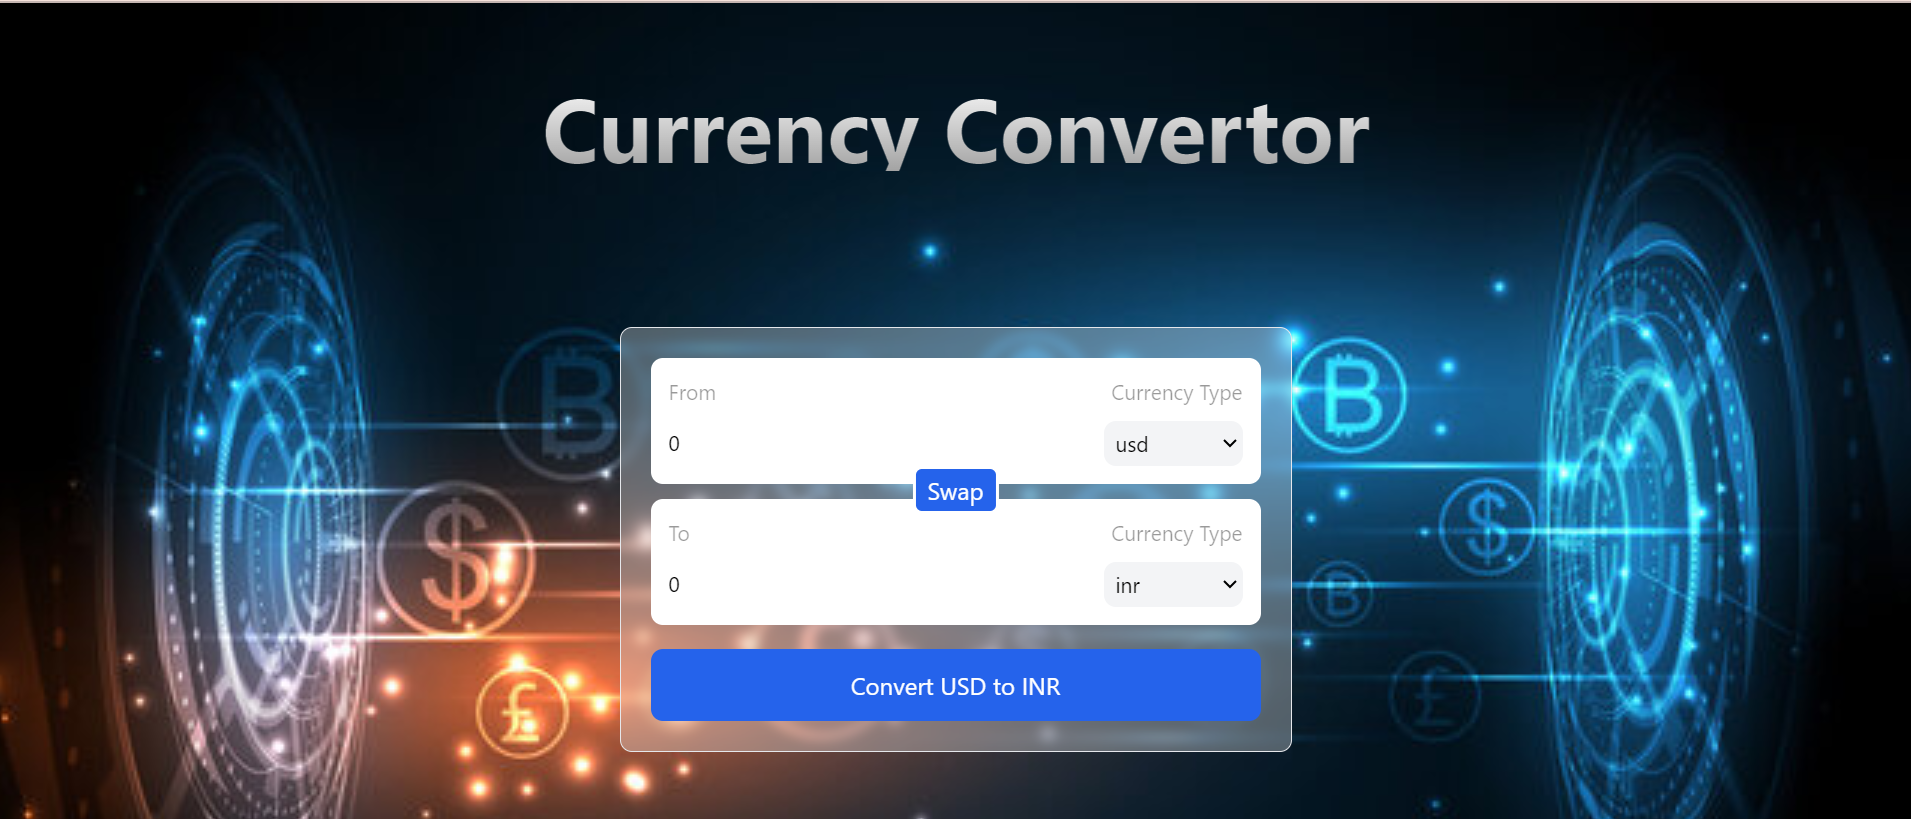 Currency Convertor
From Currency Type
0 usd
Swap
To Currency Type
0 inr
Convert USD to INR